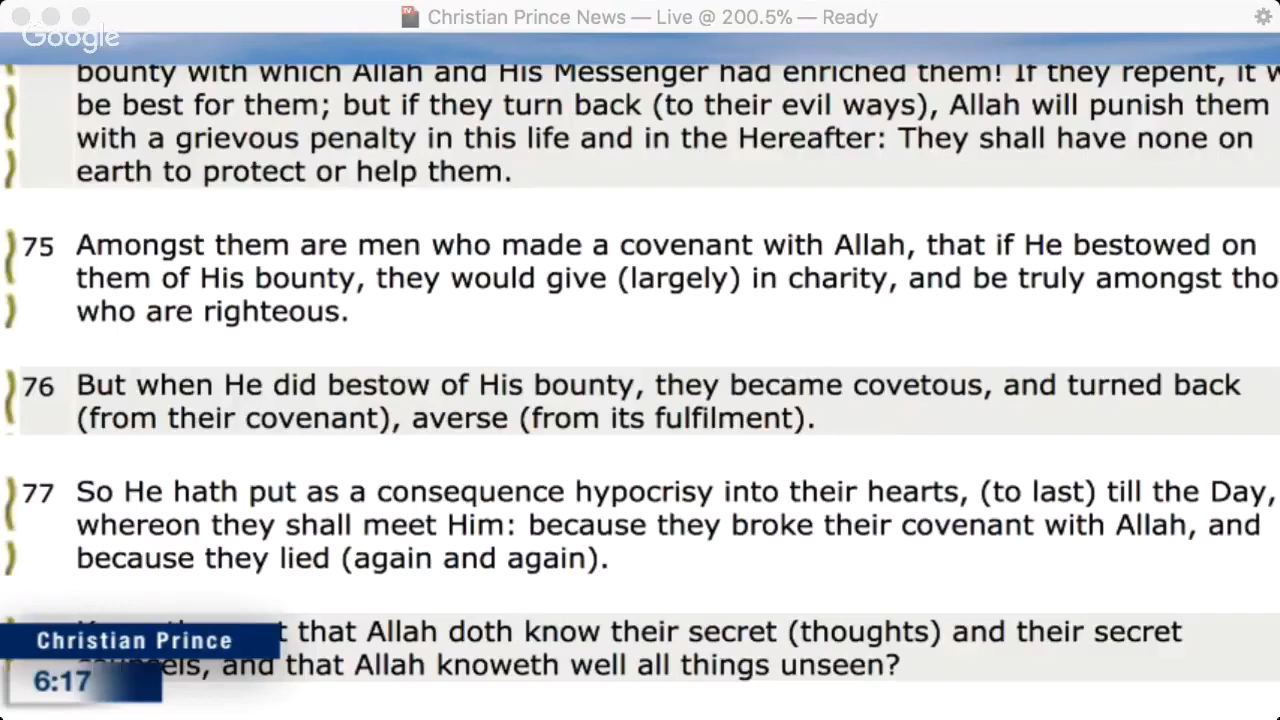 Christian Prince News — Live @ 200.5% — Ready
Google
bounty with which Allah and His Messenger had enriched them! If they repent, it
be best for them; but if they turn back (to their evil ways), Allah will punish them
with a grievous penalty in this life and in the Hereafter: They shall have none on
earth to protect or help them.
75 Amongst them are men who made a covenant with Allah, that if He bestowed on
them of His bounty, they would give (largely) in charity, and be truly amongst
who are righteous.
76 But when He did bestow of His bounty, they became covetous, and turned back
(from their covenant), averse (from its fulfilment).
77 So He hath put as a consequence hypocrisy into their hearts, (to last) till the Day,
whereon they shall meet Him: because they broke their covenant with Allah, and
because they lied (again and again).
that Allah doth know their secret (thoughts) and their secret
and that Allah knoweth well all things unseen?
Christian Prince
6:17